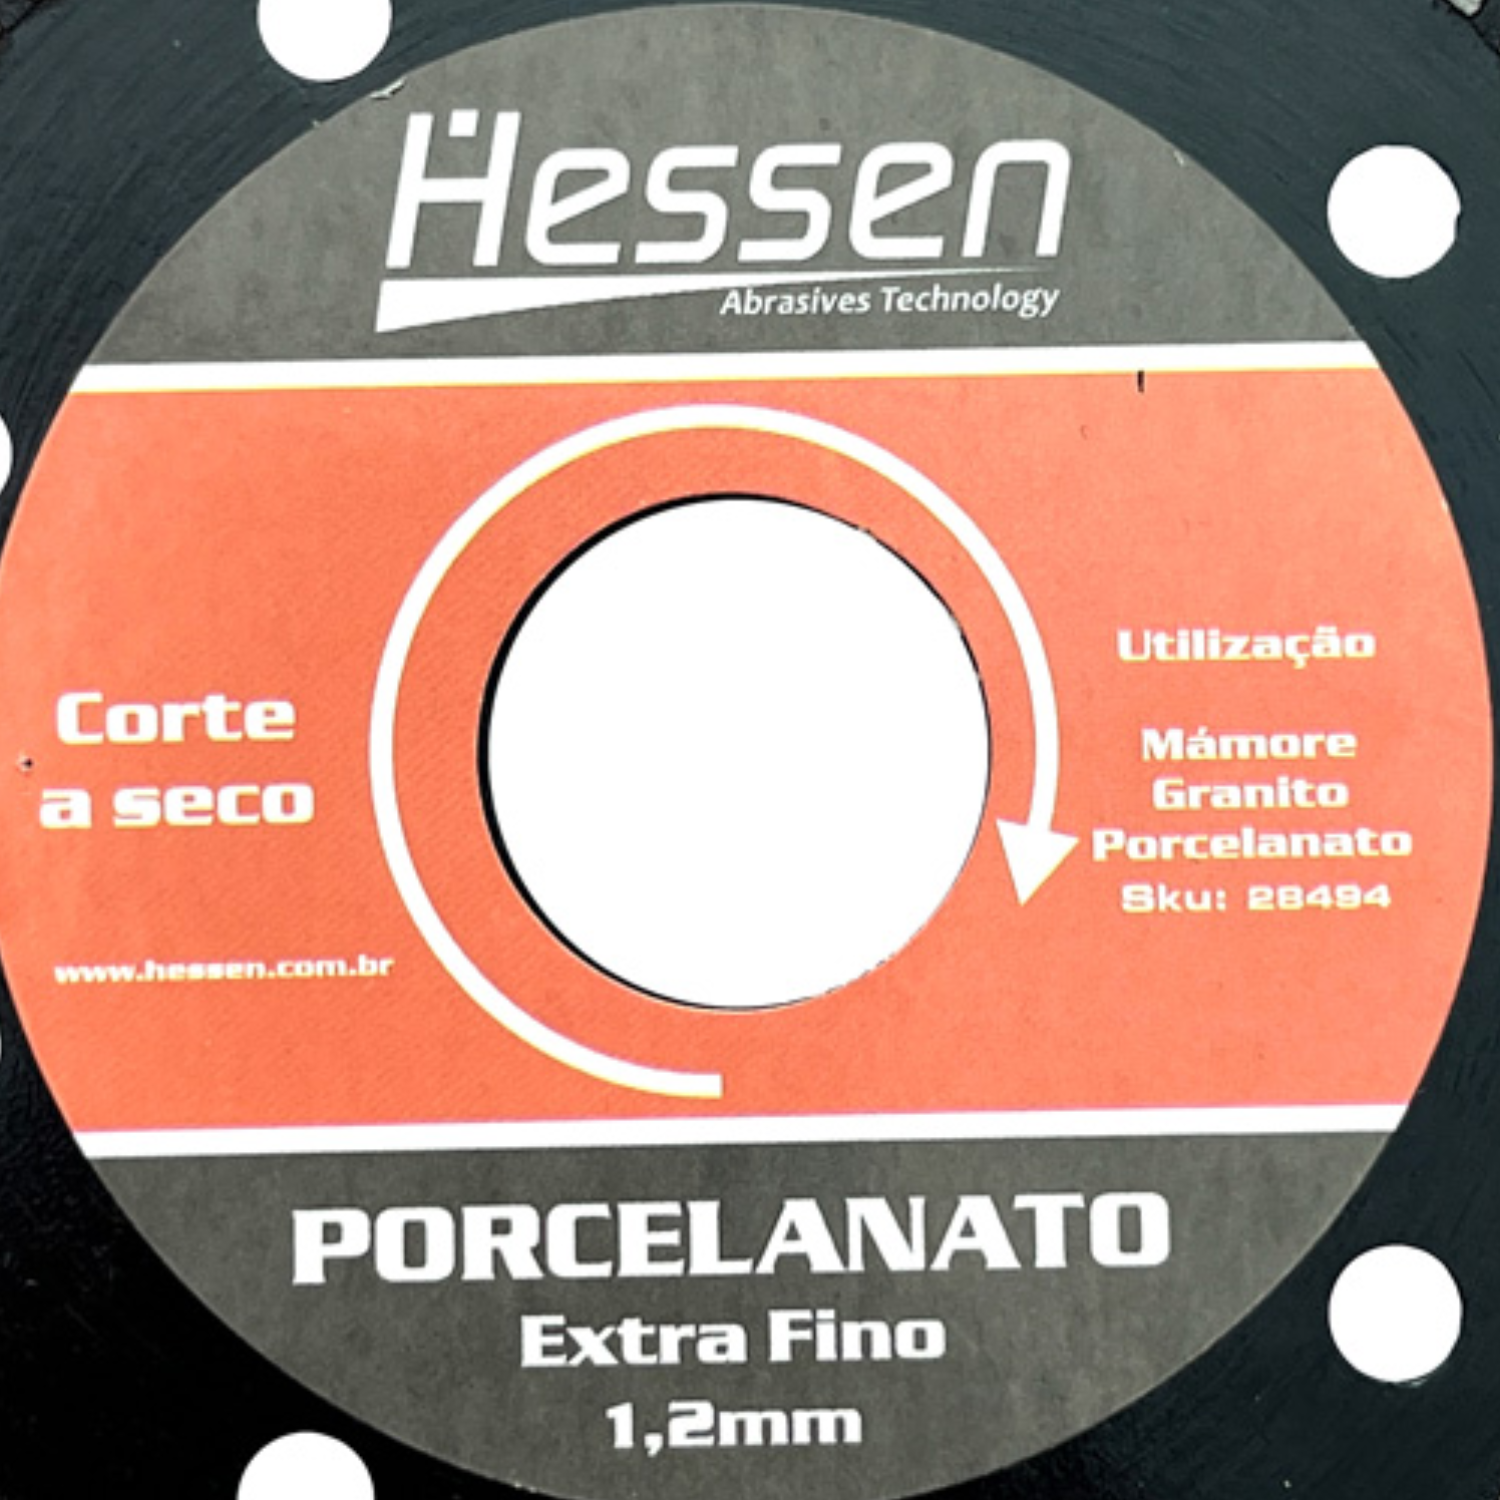 Hessen
Abrasives Technology
Corte
a seco
www.hessen.com.br
Utilização
Mámore
Granito
Porcelanato
Sku: 28494
PORCELANATO
Extra Fino
1,2mm